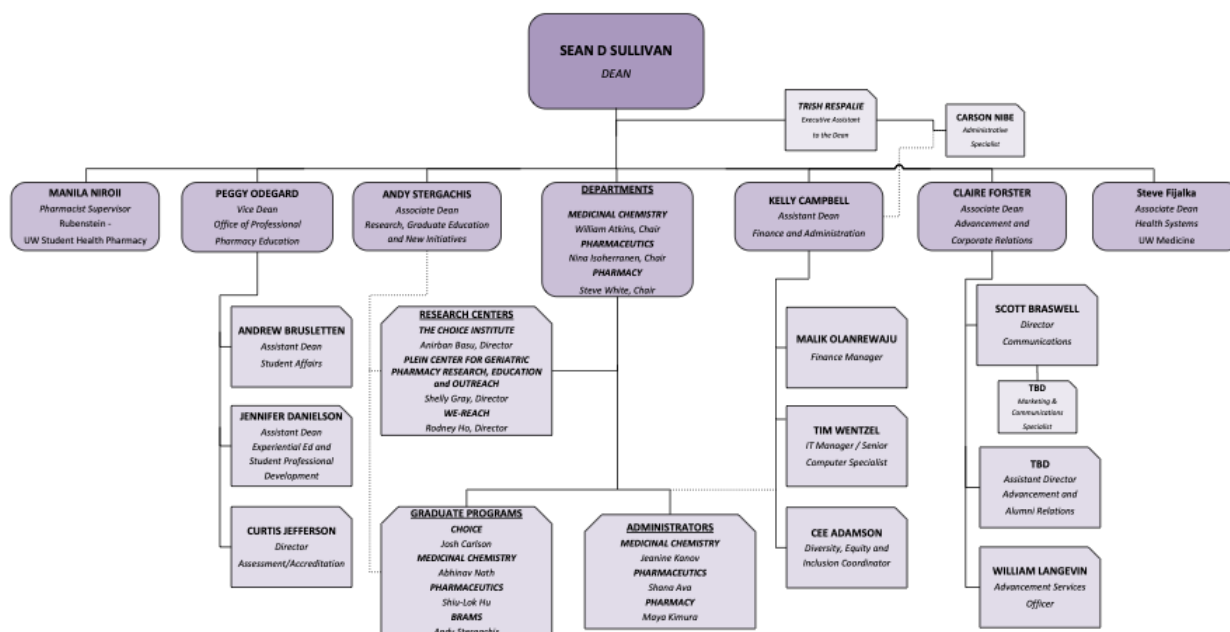 SEAN D SULLIVAN
DEAN
TRISH RESPALIE
Executive Assistant
to the Dean
CARSON NIBE
Administrative
Specialist
MANILA NIROII
Pharmacist Supervisor
Rubenstein -
UW Student Health Pharmacy
PEGGY ODEGARD
Vice Dean
Office of Professional
Pharmacy Education
ANDY STERGACHIS
Associate Dean
Research, Graduate Education
and New Initiatives
DEPARTMENTS
MEDICINAL CHEMISTRY
William Atkins, Chair
PHARMACEUTICS
Nina Isoherranen, Chair
PHARMACY
Steve White, Chair
KELLY CAMPBELL
Assistant Dean
Finance and Administration
CLAIRE FORSTER
Associate Dean
Advancement and
Corporate Relations
Steve Fijalka
Associate Dean
Health Systems
UW Medicine
ANDREW BRUSLETTEN
Assistant Dean
Student Affairs
JENNIFER DANIELSON
Assistant Dean
Experiential Ed and
Student Professional
Development
CURTIS JEFFERSON
Director
Assessment/Accreditation
RESEARCH CENTERS
THE CHOICE INSTITUTE
Anirban Basu, Director
PLEIN CENTER FOR GERIATRIC
PHARMACY RESEARCH, EDUCATION
and OUTREACH
Shelly Gray, Director
WE-REACH
Rodney Ho, Director
GRADUATE PROGRAMS
CHOICE
Josh Carlson
MEDICINAL CHEMISTRY
Abhinav Nath
PHARMACEUTICS
Shiu-Lok Hu
BRAMS
Andy Stergachis
ADMINISTRATORS
MEDICINAL CHEMISTRY
Jeanine Kanov
PHARMACEUTICS
Shana Ava
PHARMACY
Maya Kimura
MALIK OLANREWAJU
Finance Manager
TIM WENTZEL
IT Manager / Senior
Computer Specialist
CEE ADAMSON
Diversity, Equity and
Inclusion Coordinator
SCOTT BRASWELL
Director
Communications
TBD
Marketing &
Communications
Specialist
TBD
Assistant Director
Advancement and
Alumni Relations
WILLIAM LANGEVIN
Advancement Services
Officer